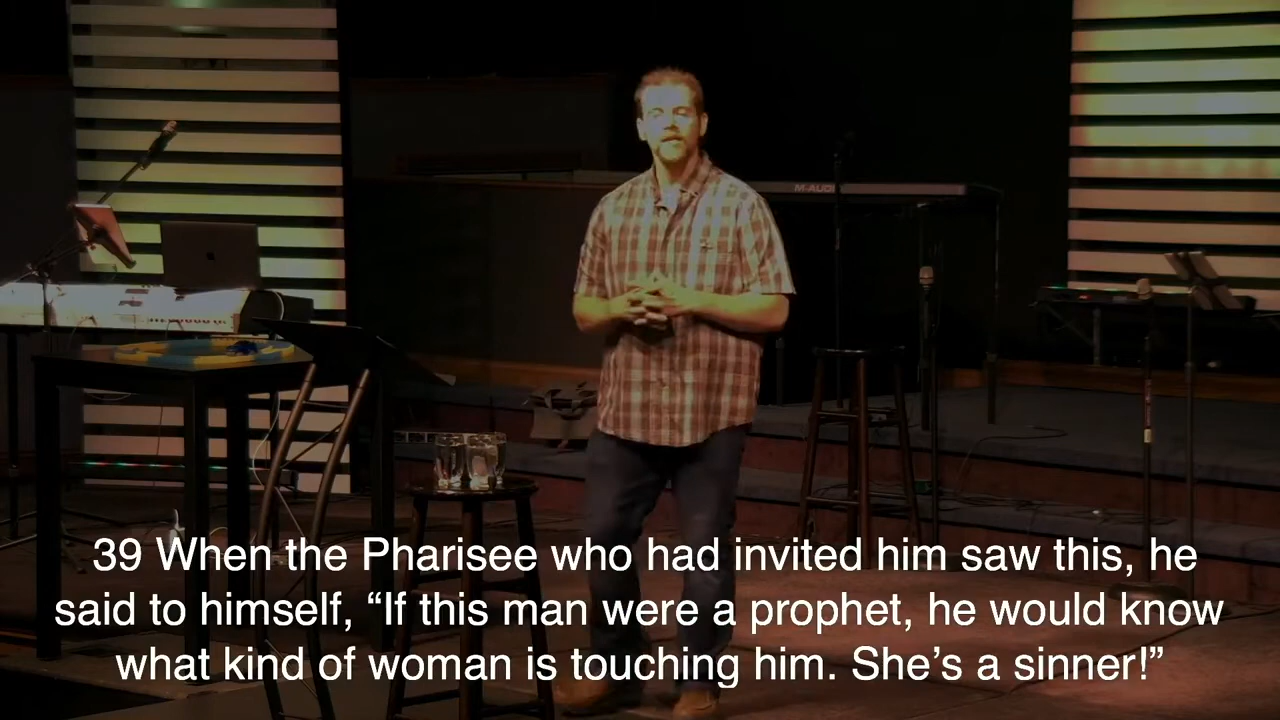 M-AUDIO
39 When the Pharisee who had invited him saw this, he
said to himself, “If this man were a prophet, he would know
what kind of woman is touching him. She’s a sinner!”